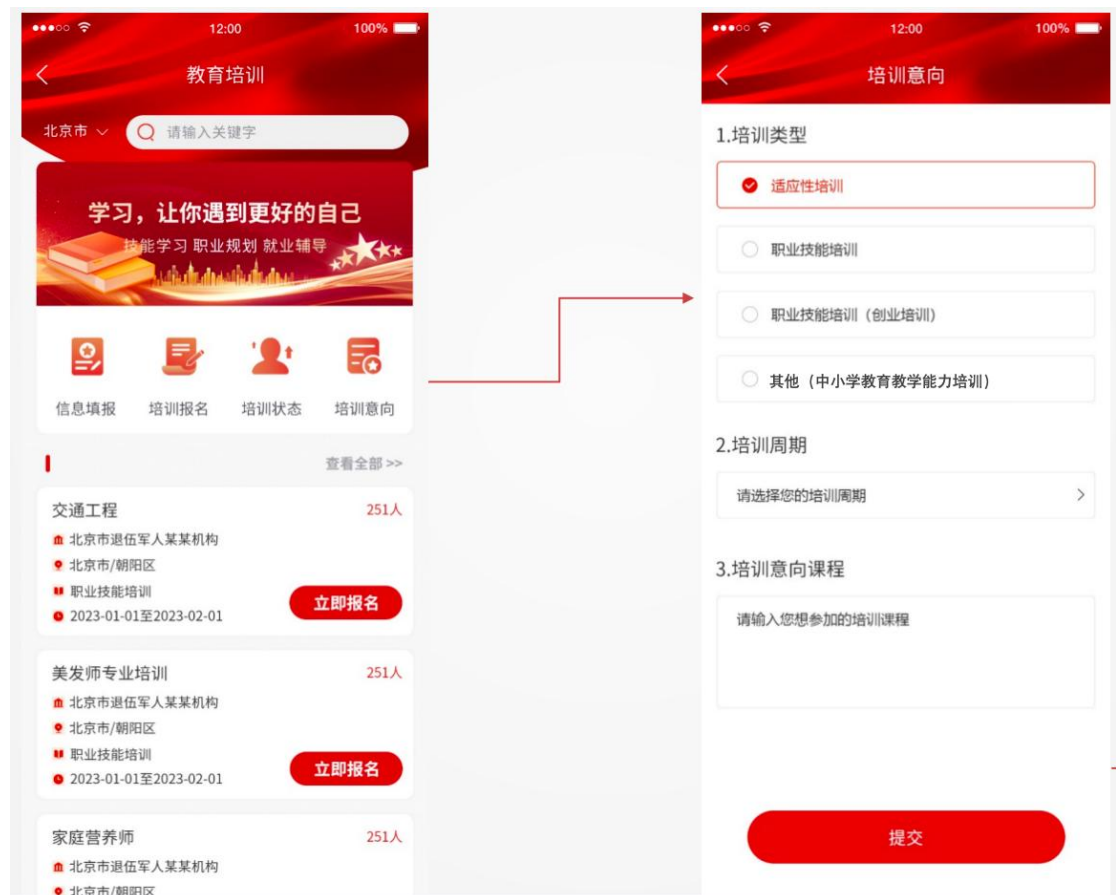 12:00
100%
教育培训
北京市
请输入关键字
学习，让你遇到更好的自己
技能学习 职业规划 就业辅导
信息填报
培训报名
培训状态
培训意向
查看全部 >>
交通工程
251人
北京市退伍军人某某机构
北京市/朝阳区
职业技能培训
2023-01-01至2023-02-01
立即报名
美发师专业培训
251人
北京市退伍军人某某机构
北京市/朝阳区
职业技能培训
2023-01-01至2023-02-01
立即报名
家庭营养师
251人
北京市退伍军人某某机构
北京市/朝阳区
12:00
100%
培训意向
1.培训类型
适应性培训
职业技能培训
职业技能培训（创业培训）
其他（中小学教育教学能力培训）
2.培训周期
请选择您的培训周期
3.培训意向课程
请输入您想参加的培训课程
提交